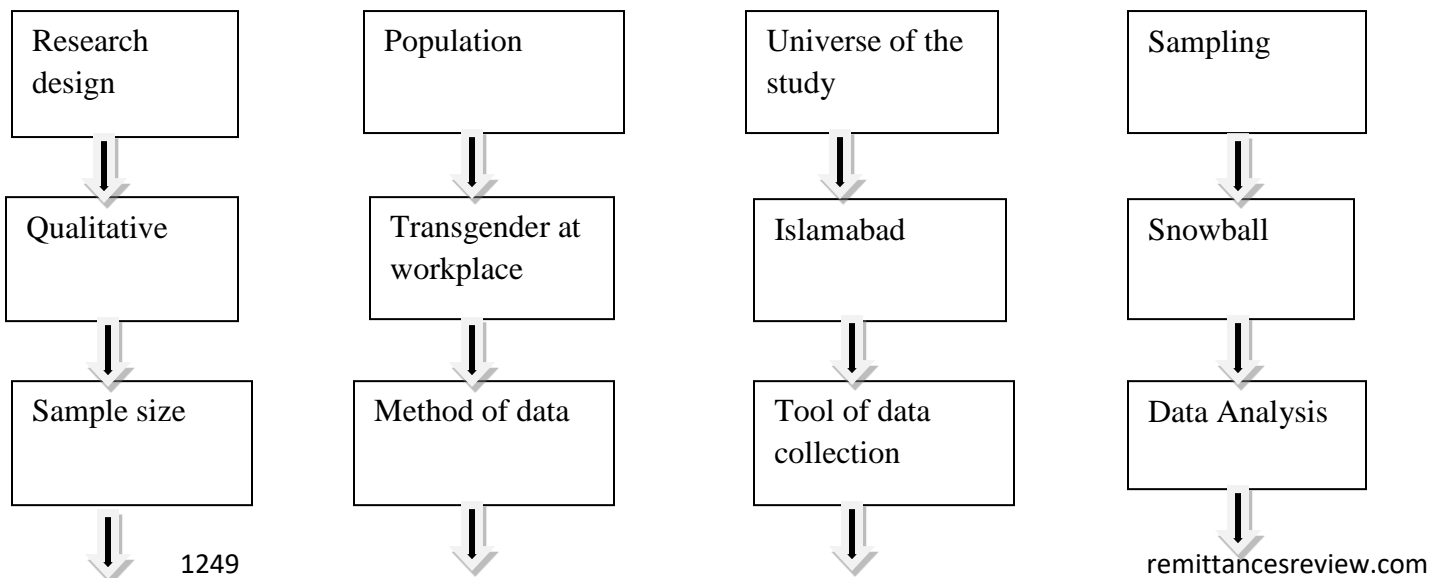 Research
design
Population
Universe of the
study
Sampling
Qualitative
Transgender at
workplace
Islamabad
Snowball
Sample size
Method of data
Tool of data
collection
Data Analysis
1249
remittancesreview.com